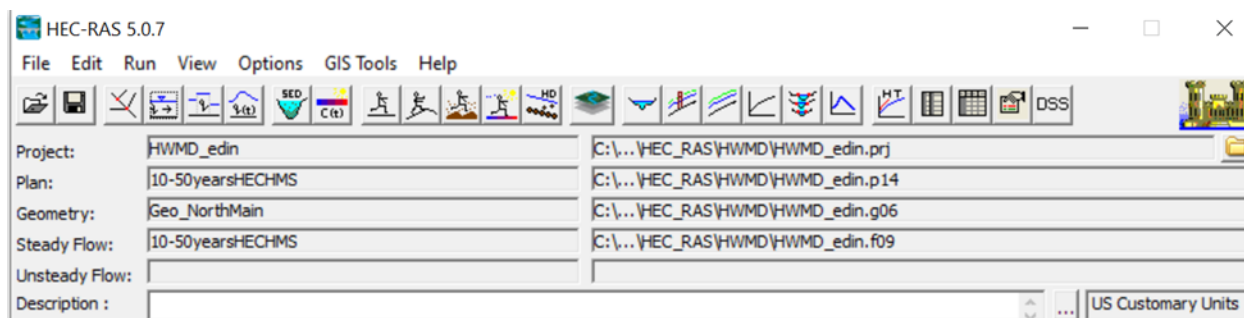 HEC-RAS 5.0.7
File Edit Run View Options GIS Tools Help
SED C(t) HD HT DSS
Project: HWMD_edin C:\...\HEC_RAS\HWMD\HWMD_edin.prj
Plan: 10-50yearsHECHMS C:\...\HEC_RAS\HWMD\HWMD_edin.p14
Geometry: Geo_NorthMain C:\...\HEC_RAS\HWMD\HWMD_edin.g06
Steady Flow: 10-50yearsHECHMS C:\...\HEC_RAS\HWMD\HWMD_edin.f09
Unsteady Flow:
Description : ... US Customary Units